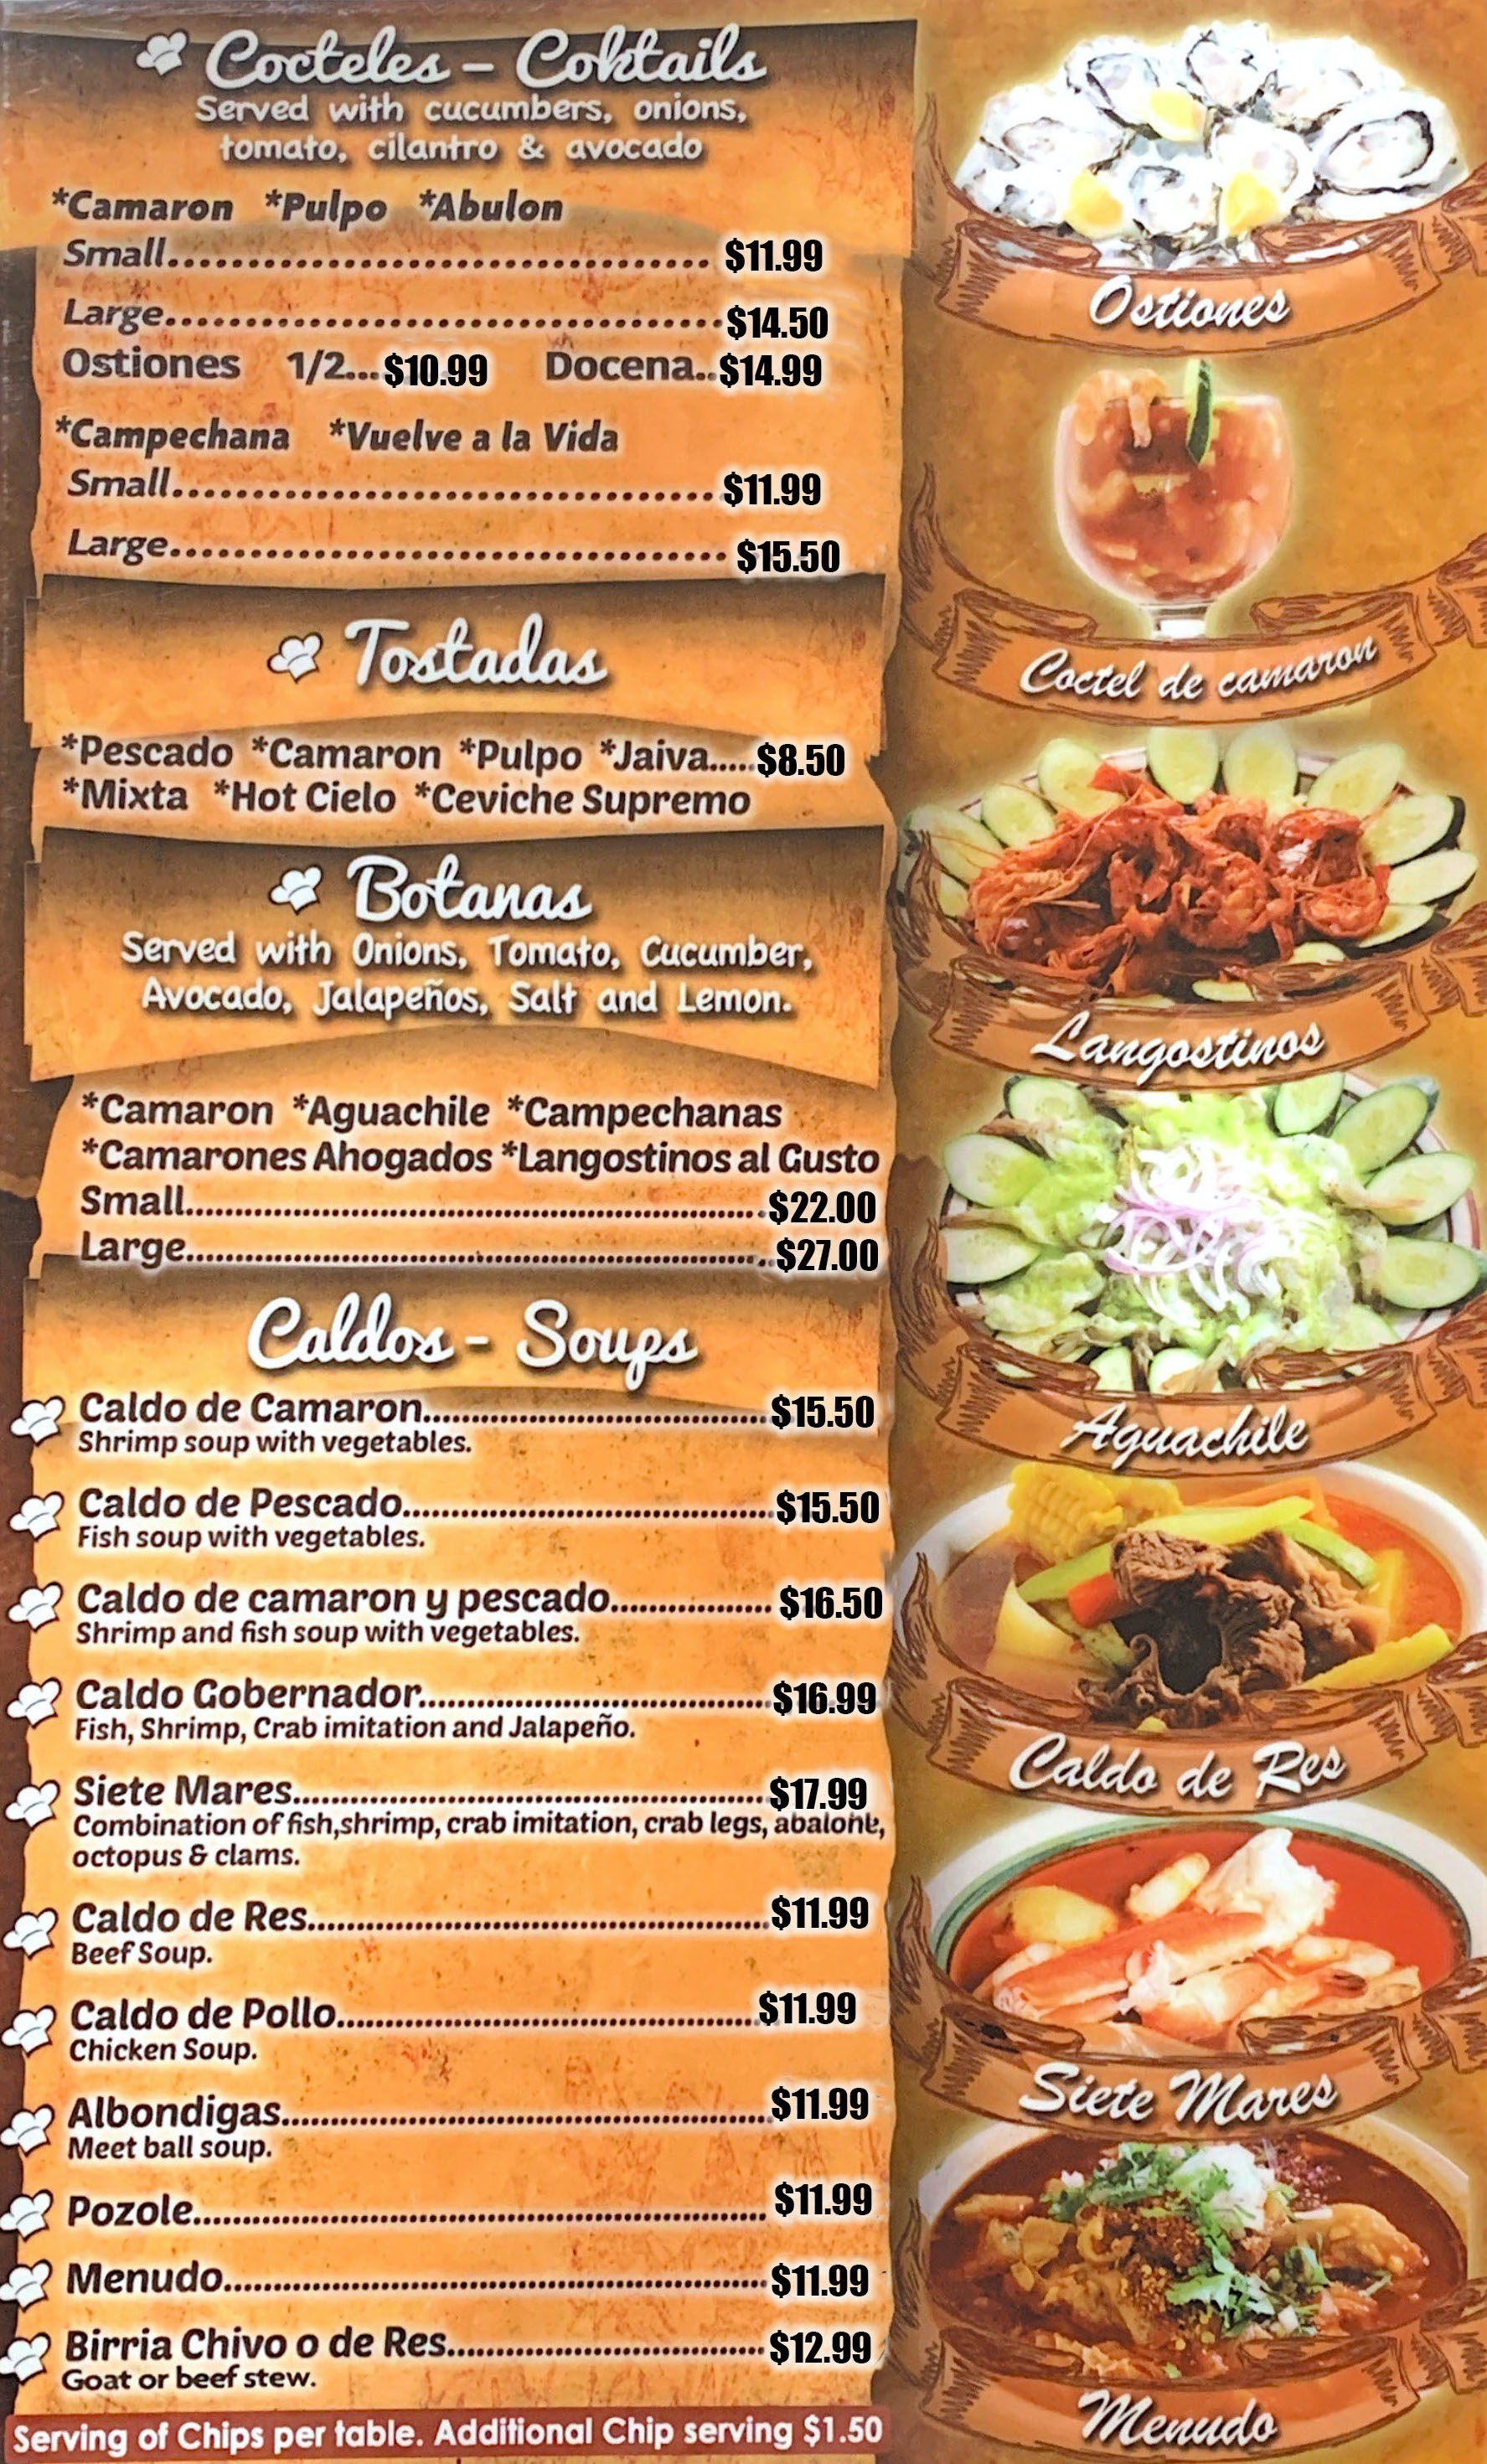 Cocteles - Coktails
Served with cucumbers, onions,
tomato, cilantro & avocado
*Camaron *Pulpo *Abulon
Small.................................. $11.99
Large...................................$14.50
Ostiones 1/2...$10.99 Docena..$14.99
*Campechana *Vuelve a la Vida
Small..................................$11.99
Large................................... $15.50
Tostadas
*Pescado *Camaron *Pulpo *Jaiva.....$8.50
*Mixta *Hot Cielo *Ceviche Supremo
Botanas
Served with Onions, Tomato, Cucumber,
Avocado, Jalapeños, Salt and Lemon.
*Camaron *Aguachile *Campechanas
*Camarones Ahogados *Langostinos al Gusto
Small............................................................$22.00
Large.............................................................$27.00
Caldos - Soups
Caldo de Camaron....................................$15.50
Shrimp soup with vegetables.
Caldo de Pescado.......................................$15.50
Fish soup with vegetables.
Caldo de camaron y pescado................. $16.50
Shrimp and fish soup with vegetables.
Caldo Gobernador.....................................$16.99
Fish, Shrimp, Crab imitation and Jalapeño.
Siete Mares.................................................$17.99
Combination of fish,shrimp, crab imitation, crab legs, abalone,
octopus & clams.
Caldo de Res................................................$11.99
Beef Soup.
Caldo de Pollo............................................$11.99
Chicken Soup.
Albondigas...................................................$11.99
Meet ball soup.
Pozole............................................................ $11.99
Menudo.........................................................$11.99
Birria Chivo o de Res................................. $12.99
Goat or beef stew.
Serving of Chips per table. Additional Chip serving $1.50
Ostiones
Coctel de camaron
Langostinos
Aguachile
Caldo de Res
Siete Mares
Menudo